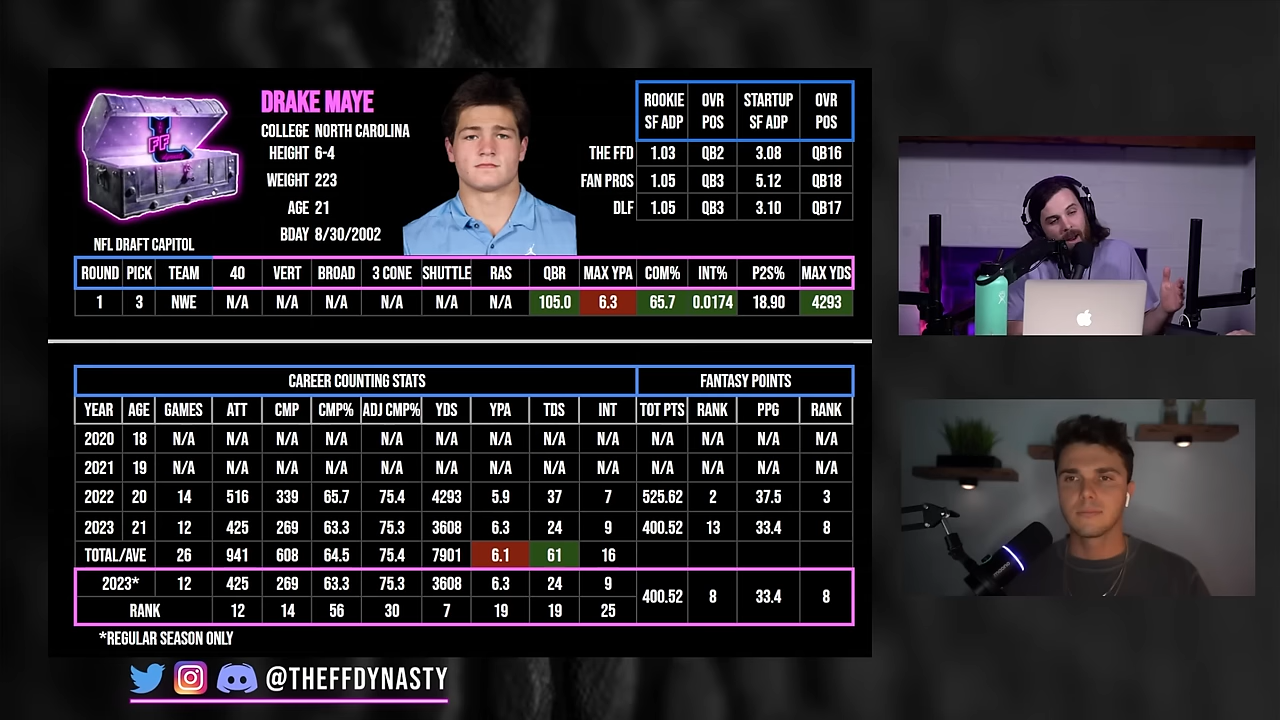 DRAKE MAYE
COLLEGE NORTH CAROLINA
HEIGHT 6-4
WEIGHT 223
AGE 21
BDAY 8/30/2002
FF
ROOKIE SF ADP OVR POS STARTUP SF ADP OVR POS
THE FFD 1.03 QB2 3.08 QB16
FAN PROS 1.05 QB3 5.12 QB18
DLF 1.05 QB3 3.10 QB17
NFL DRAFT CAPITOL
ROUND PICK TEAM 40 VERT BROAD 3 CONE SHUTTLE RAS QBR MAX YPA COM% INT% P2S% MAX YDS
1 3 NWE N/A N/A N/A N/A N/A N/A 105.0 6.3 65.7 0.0174 18.90 4293
CAREER COUNTING STATS FANTASY POINTS
YEAR AGE GAMES ATT CMP CMP% ADJ CMP% YDS YPA TDS INT TOT PTS RANK PPG RANK
2020 18 N/A N/A N/A N/A N/A N/A N/A N/A N/A N/A N/A N/A N/A
2021 19 N/A N/A N/A N/A N/A N/A N/A N/A N/A N/A N/A N/A N/A
2022 20 14 516 339 65.7 75.4 4293 5.9 37 7 525.62 2 37.5 3
2023 21 12 425 269 63.3 75.3 3608 6.3 24 9 400.52 13 33.4 8
TOTAL/AVE 26 941 608 64.5 75.4 7901 6.1 61 16
2023* 12 425 269 63.3 75.3 3608 6.3 24 9 400.52 8 33.4 8
RANK 12 14 56 30 7 19 19 25
*REGULAR SEASON ONLY
@THEFFDYNASTY